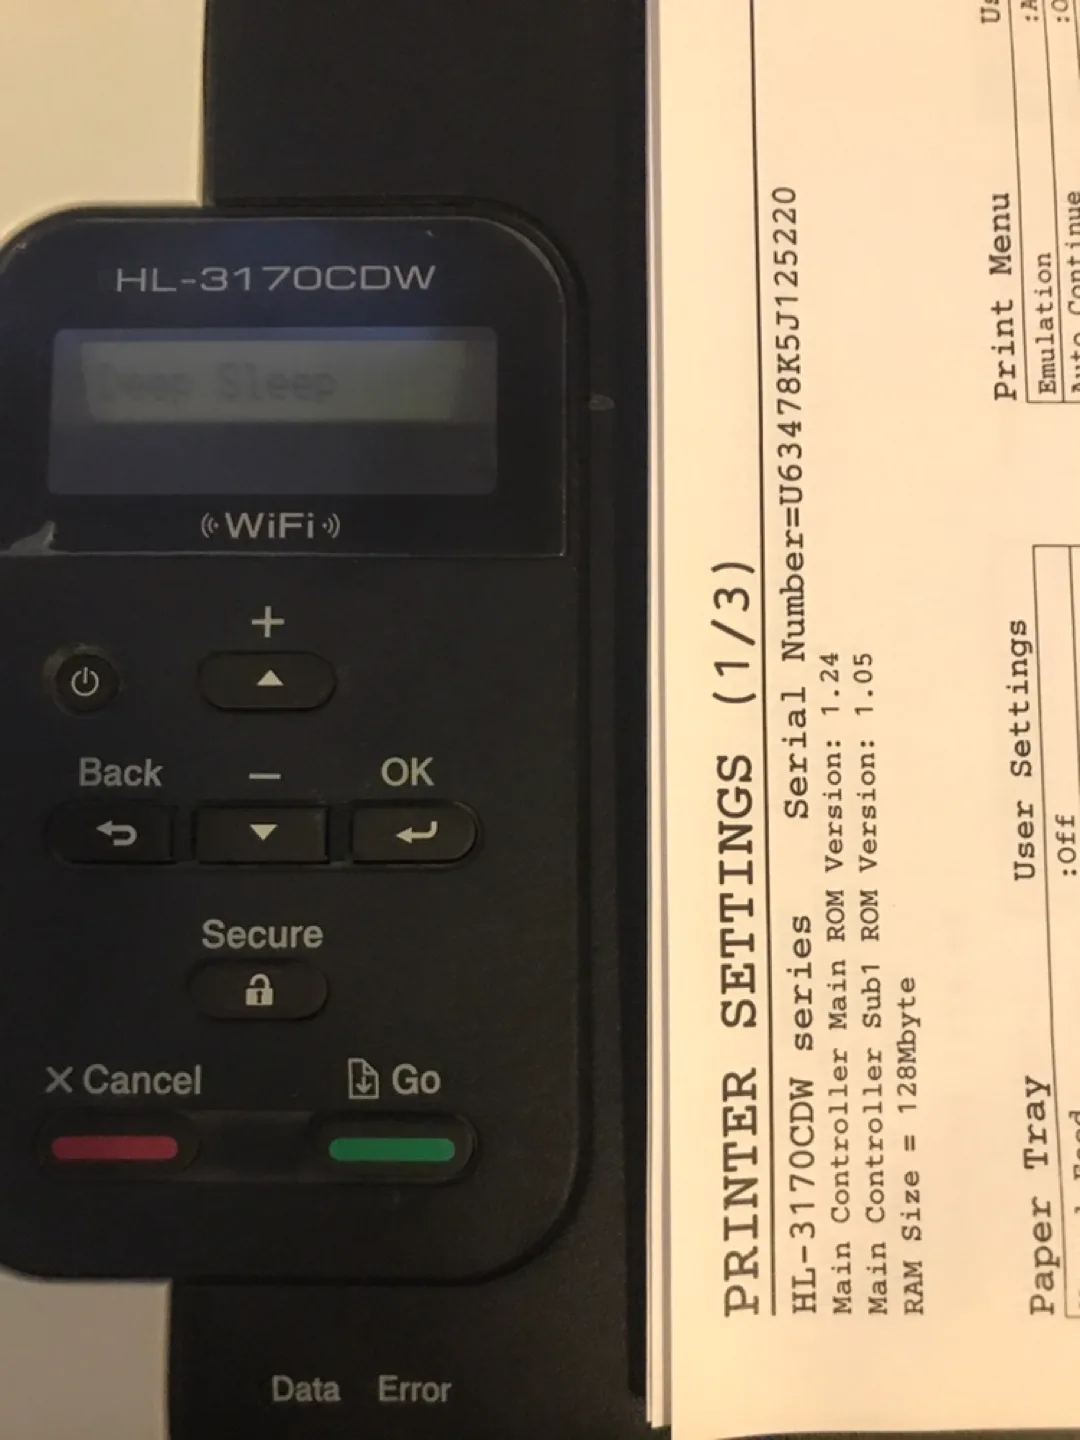 HL-3170CDW
Deep Sleep
WiFi
+
Back
−
OK
Secure
× Cancel
Go
Data Error
PRINTER SETTINGS (1/3)
HL-3170CDW series Serial Number=U63478K5J125220
Main Controller Main ROM Version: 1.24
Main Controller Sub1 ROM Version: 1.05
RAM Size = 128Mbyte
Paper Tray
User Settings
:Off
Print Menu
Emulation
Auto Continue